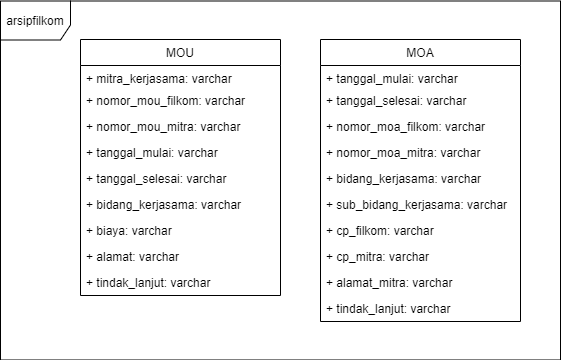 arsipfilkom
MOU
+ mitra_kerjasama: varchar
+ nomor_mou_filkom: varchar
+ nomor_mou_mitra: varchar
+ tanggal_mulai: varchar
+ tanggal_selesai: varchar
+ bidang_kerjasama: varchar
+ biaya: varchar
+ alamat: varchar
+ tindak_lanjut: varchar
MOA
+ tanggal_mulai: varchar
+ tanggal_selesai: varchar
+ nomor_moa_filkom: varchar
+ nomor_moa_mitra: varchar
+ bidang_kerjasama: varchar
+ sub_bidang_kerjasama: varchar
+ cp_filkom: varchar
+ cp_mitra: varchar
+ alamat_mitra: varchar
+ tindak_lanjut: varchar